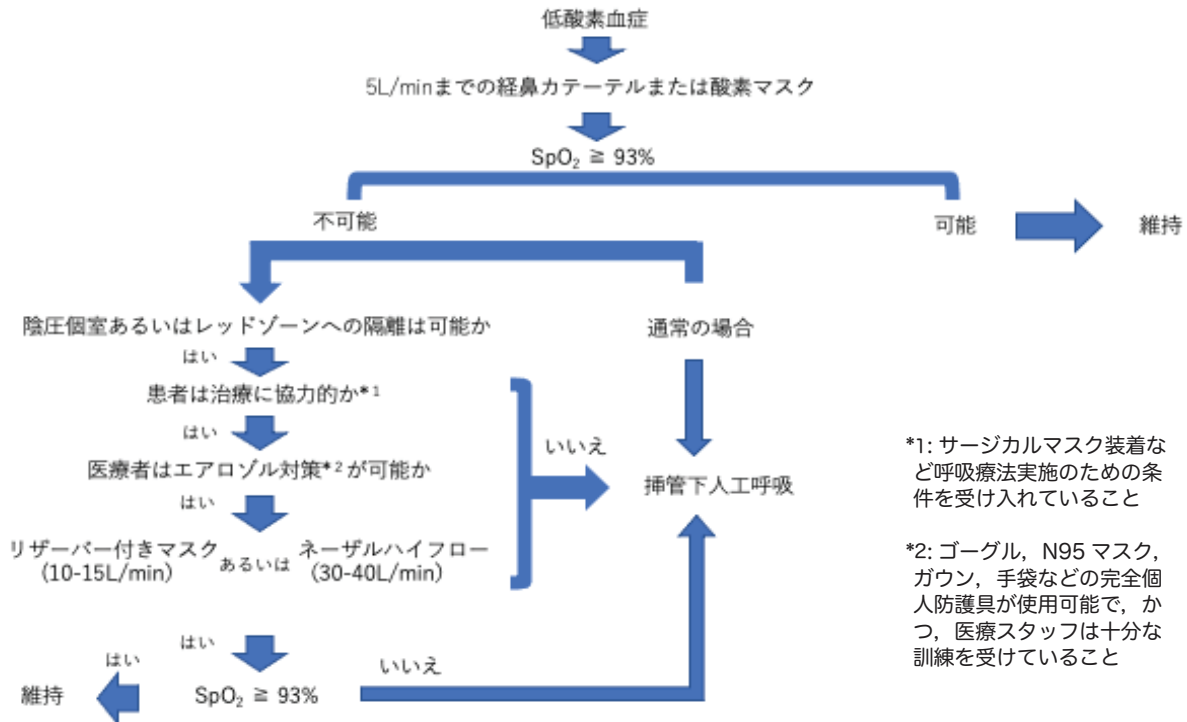 低酸素血症
5L/minまでの経鼻カテーテルまたは酸素マスク
SpO₂ ≧ 93%
不可能
可能
維持
陰圧個室あるいはレッドゾーンへの隔離は可能か
通常の場合
はい
患者は治療に協力的か*1
はい
いいえ
医療者はエアロゾル対策*2が可能か
挿管下人工呼吸
はい
リザーバー付きマスク
(10-15L/min)
あるいは
ネーザルハイフロー
(30-40L/min)
はい
はい
いいえ
維持
SpO₂ ≧ 93%
*1: サージカルマスク装着な
ど呼吸療法実施のための条
件を受け入れていること
*2: ゴーグル，N95 マスク，
ガウン，手袋などの完全個
人防護具が使用可能で，か
つ，医療スタッフは十分な
訓練を受けていること